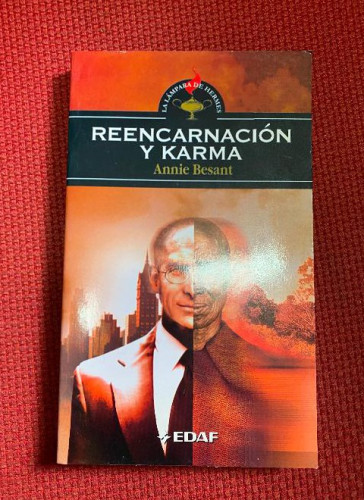 LA LÁMPARA DE HERMES
REENCARNACIÓN
Y KARMA
Annie Besant
EDAF